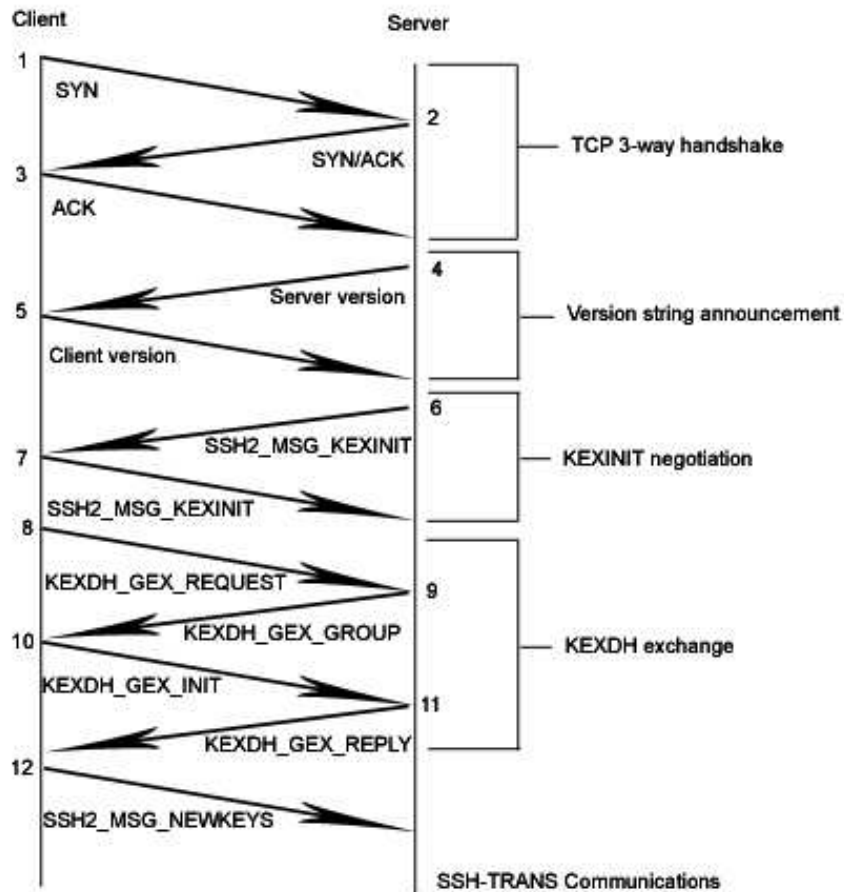 Client
Server
1
SYN
2
SYN/ACK
TCP 3-way handshake
3
ACK
4
Server version
5
Version string announcement
Client version
6
SSH2_MSG_KEXINIT
7
KEXINIT negotiation
SSH2_MSG_KEXINIT
8
KEXDH_GEX_REQUEST
9
KEXDH_GEX_GROUP
10
KEXDH exchange
KEXDH_GEX_INIT
11
KEXDH_GEX_REPLY
12
SSH2_MSG_NEWKEYS
SSH-TRANS Communications